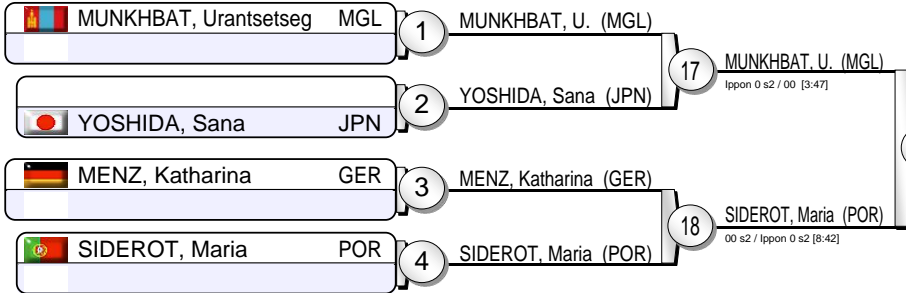 MUNKHBAT, Urantsetseg MGL
1
MUNKHBAT, U. (MGL)
17
MUNKHBAT, U. (MGL)
Ippon 0 s2 / 00 [3:47]
2
YOSHIDA, Sana (JPN)
YOSHIDA, Sana JPN
MENZ, Katharina GER
3
MENZ, Katharina (GER)
18
SIDEROT, Maria (POR)
00 s2 / Ippon 0 s2 [8:42]
SIDEROT, Maria POR
4
SIDEROT, Maria (POR)